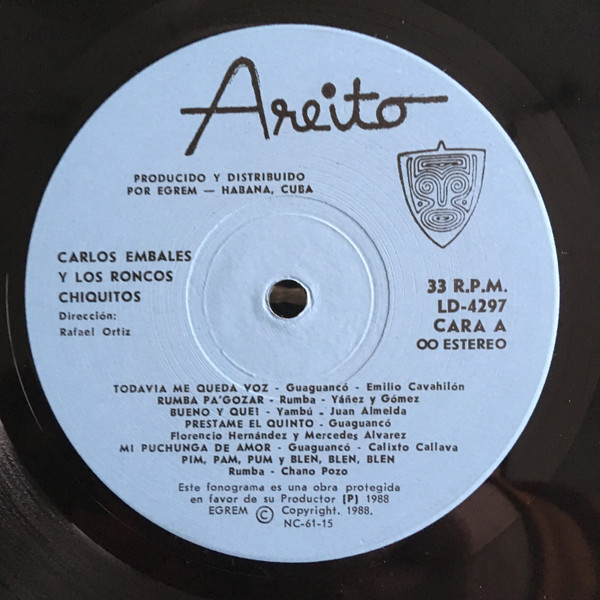 Areito
PRODUCIDO Y DISTRIBUIDO
POR EGREM — HABANA, CUBA
CARLOS EMBALES
Y LOS RONCOS
CHIQUITOS
Dirección:
Rafael Ortiz
33 R.P.M.
LD-4297
CARA A
OO ESTEREO
TODAVIA ME QUEDA VOZ - Guaguancó - Emilio Cavahilón
RUMBA PA'GOZAR - Rumba - Yáñez y Gómez
BUENO Y QUE! - Yambú - Juan Almeida
PRESTAME EL QUINTO - Guaguancó
Florencio Hernández y Mercedes Alvarez
MI PUCHUNGA DE AMOR - Guaguancó - Calixto Callava
PIM, PAM, PUM y BLEN, BLEN, BLEN
Rumba - Chano Pozo
Este fonograma es una obra protegida
en favor de su Productor (P) 1988
EGREM © Copyright. 1988.
NC-61-15